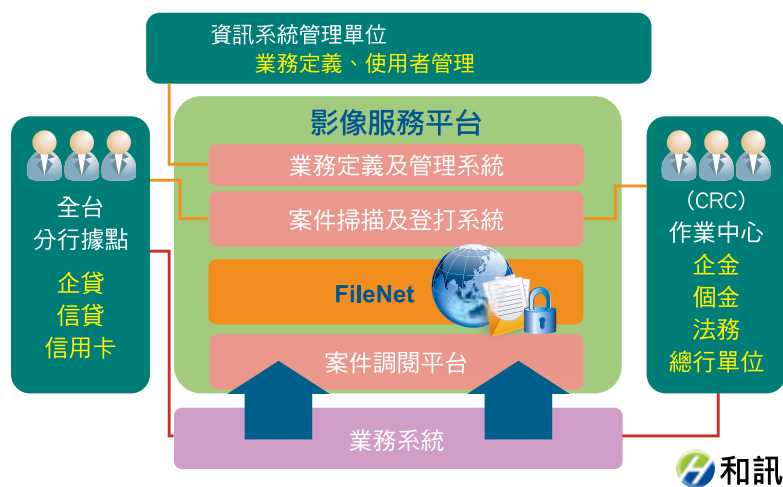 資訊系統管理單位
業務定義、使用者管理
影像服務平台
業務定義及管理系統
案件掃描及登打系統
FileNet
案件調閱平台
業務系統
全台
分行據點
企貸
信貸
信用卡
(CRC)
作業中心
企金
個金
法務
總行單位
和訊